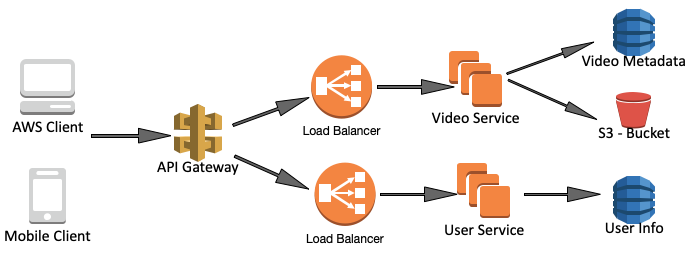 Video Metadata
AWS Client
Load Balancer
Video Service
S3 - Bucket
API Gateway
Mobile Client
Load Balancer
User Service
User Info